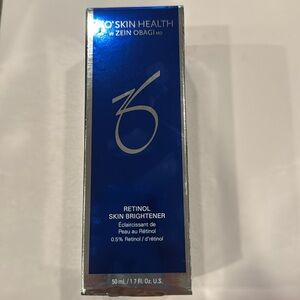 ZO® SKIN HEALTH
BY ZEIN OBAGI MD
RETINOL
SKIN BRIGHTENER
Éclaircissant de
Peau au Rétinol
0.5% Retinol / d'rétinol
50 mL / 1.7 Fl. Oz. U.S.